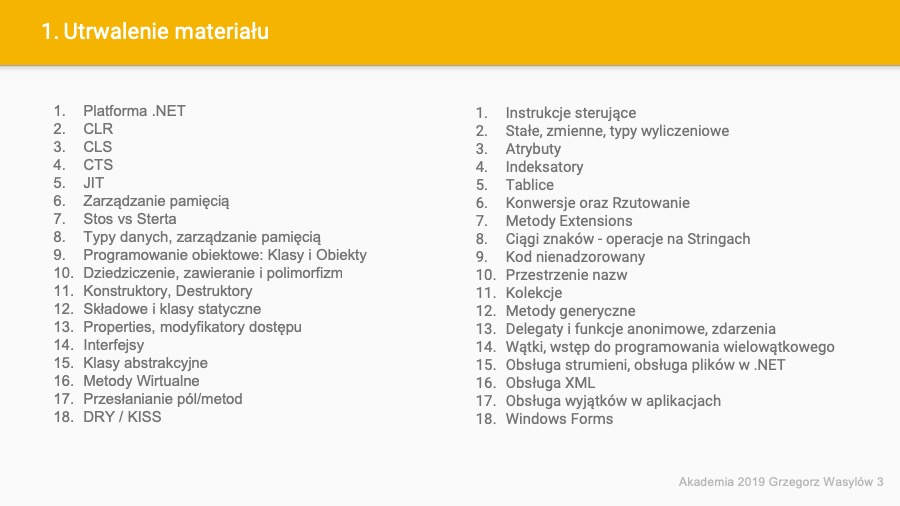 1. Utrwalenie materiału
1. Platforma .NET
2. CLR
3. CLS
4. CTS
5. JIT
6. Zarządzanie pamięcią
7. Stos vs Sterta
8. Typy danych, zarządzanie pamięcią
9. Programowanie obiektowe: Klasy i Obiekty
10. Dziedziczenie, zawieranie i polimorfizm
11. Konstruktory, Destruktory
12. Składowe i klasy statyczne
13. Properties, modyfikatory dostępu
14. Interfejsy
15. Klasy abstrakcyjne
16. Metody Wirtualne
17. Przesłanianie pól/metod
18. DRY / KISS
1. Instrukcje sterujące
2. Stałe, zmienne, typy wyliczeniowe
3. Atrybuty
4. Indeksatory
5. Tablice
6. Konwersje oraz Rzutowanie
7. Metody Extensions
8. Ciągi znaków - operacje na Stringach
9. Kod nienadzorowany
10. Przestrzenie nazw
11. Kolekcje
12. Metody generyczne
13. Delegaty i funkcje anonimowe, zdarzenia
14. Wątki, wstęp do programowania wielowątkowego
15. Obsługa strumieni, obsługa plików w .NET
16. Obsługa XML
17. Obsługa wyjątków w aplikacjach
18. Windows Forms
Akademia 2019 Grzegorz Wasylów 3